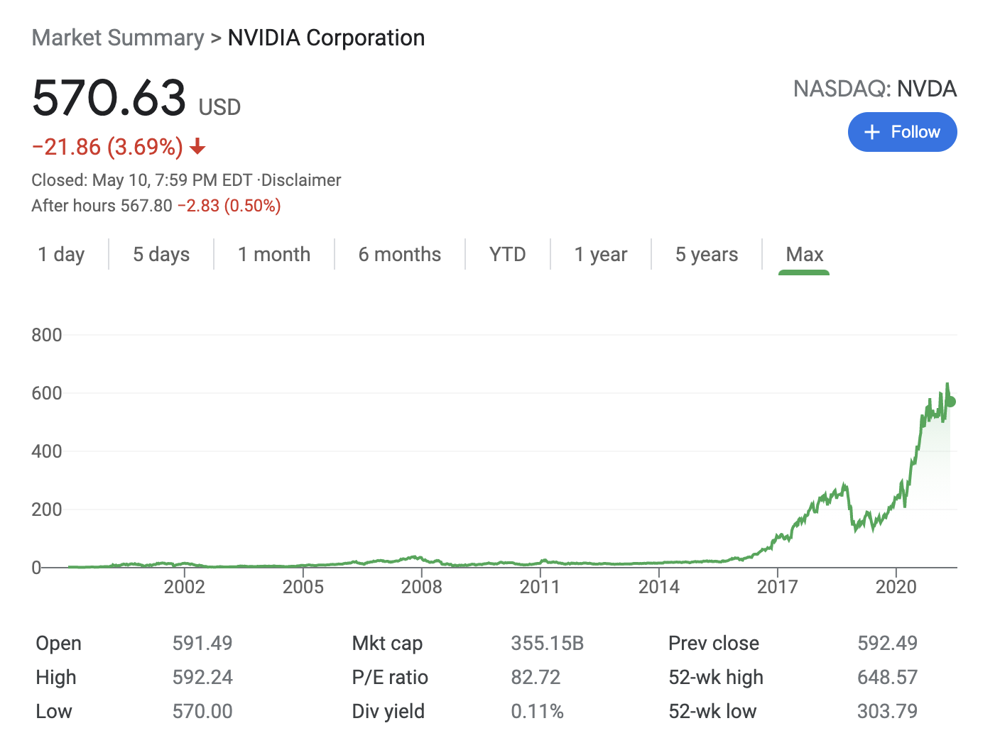 Market Summary > NVIDIA Corporation
570.63 USD
NASDAQ: NVDA
+ Follow
−21.86 (3.69%)
Closed: May 10, 7:59 PM EDT ·Disclaimer
After hours 567.80 −2.83 (0.50%)
1 day 5 days 1 month 6 months YTD 1 year 5 years Max
800
600
400
200
0
2002 2005 2008 2011 2014 2017 2020
Open 591.49 Mkt cap 355.15B Prev close 592.49
High 592.24 P/E ratio 82.72 52-wk high 648.57
Low 570.00 Div yield 0.11% 52-wk low 303.79